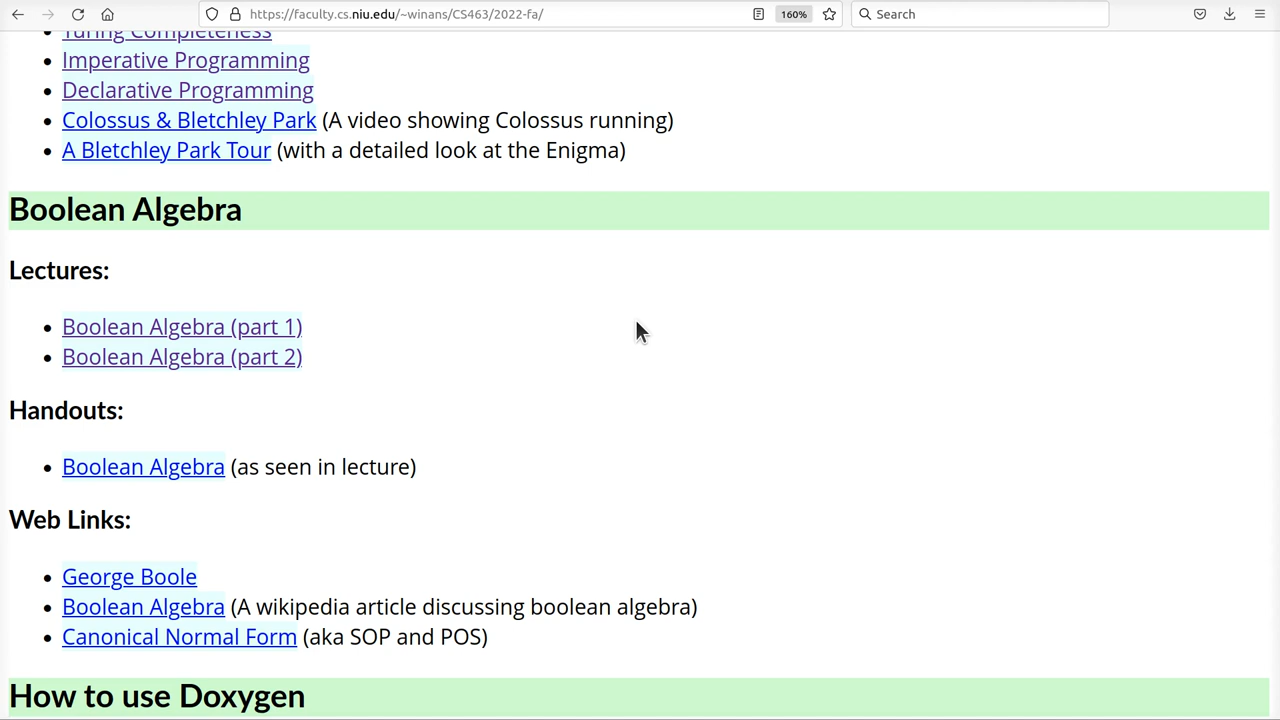 https://faculty.cs.niu.edu/~winans/CS463/2022-fa/ 160% Search
Turing Completeness
Imperative Programming
Declarative Programming
Colossus & Bletchley Park (A video showing Colossus running)
A Bletchley Park Tour (with a detailed look at the Enigma)
Boolean Algebra
Lectures:
Boolean Algebra (part 1)
Boolean Algebra (part 2)
Handouts:
Boolean Algebra (as seen in lecture)
Web Links:
George Boole
Boolean Algebra (A wikipedia article discussing boolean algebra)
Canonical Normal Form (aka SOP and POS)
How to use Doxygen